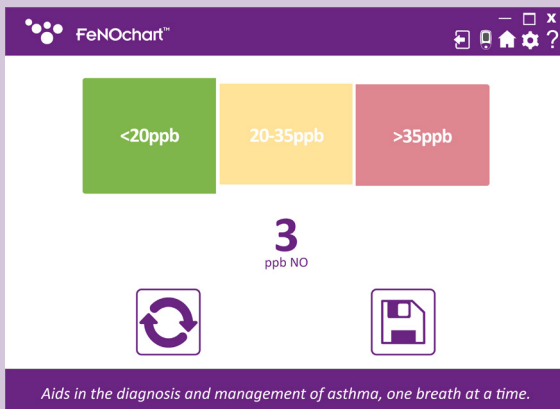 FeNOchart™
<20ppb 20-35ppb >35ppb
3
ppb NO
Aids in the diagnosis and management of asthma, one breath at a time.